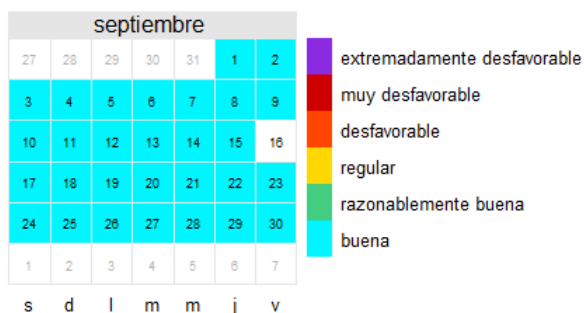 septiembre
27 28 29 30 31 1 2
3 4 5 6 7 8 9
10 11 12 13 14 15 16
17 18 19 20 21 22 23
24 25 26 27 28 29 30
1 2 3 4 5 6 7
s d l m m j v
extremadamente desfavorable
muy desfavorable
desfavorable
regular
razonablemente buena
buena